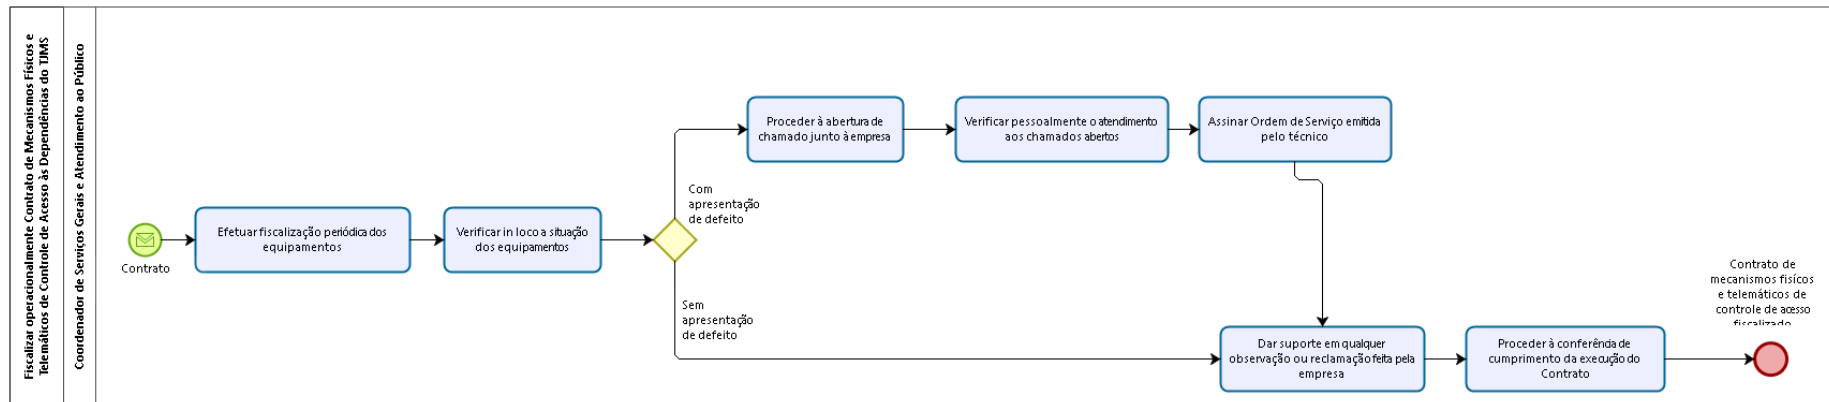 Fiscalizar operacionalmente Contrato de Mecanismos Físicos e
Telemáticos de Controle de Acesso às Dependências do TJMS
Coordenador de Serviços Gerais e Atendimento ao Público
Contrato
Efetuar fiscalização periódica dos
equipamentos
Verificar in loco a situação
dos equipamentos
Com
apresentação
de defeito
Proceder à abertura de
chamado junto à empresa
Verificar pessoalmente o atendimento
aos chamados abertos
Assinar Ordem de Serviço emitida
pelo técnico
Sem
apresentação
de defeito
Dar suporte em qualquer
observação ou reclamação feita pela
empresa
Proceder à conferência de
cumprimento da execução do
Contrato
Contrato de
mecanismos fisícos
e telemáticos de
controle de acesso
fiscalizado